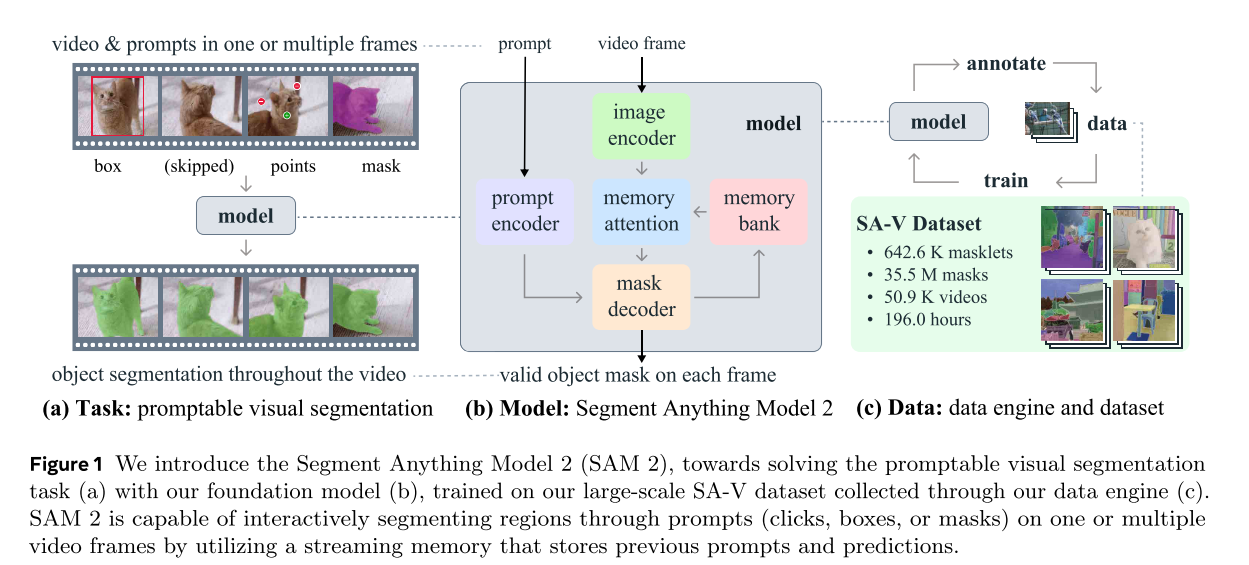 video & prompts in one or multiple frames
box (skipped) points mask
model
object segmentation throughout the video
(a) Task: promptable visual segmentation
prompt video frame
image encoder
model
prompt encoder
memory attention
memory bank
mask decoder
valid object mask on each frame
(b) Model: Segment Anything Model 2
annotate
model
data
train
SA-V Dataset
• 642.6 K masklets
• 35.5 M masks
• 50.9 K videos
• 196.0 hours
(c) Data: data engine and dataset
Figure 1 We introduce the Segment Anything Model 2 (SAM 2), towards solving the promptable visual segmentation
task (a) with our foundation model (b), trained on our large-scale SA-V dataset collected through our data engine (c).
SAM 2 is capable of interactively segmenting regions through prompts (clicks, boxes, or masks) on one or multiple
video frames by utilizing a streaming memory that stores previous prompts and predictions.